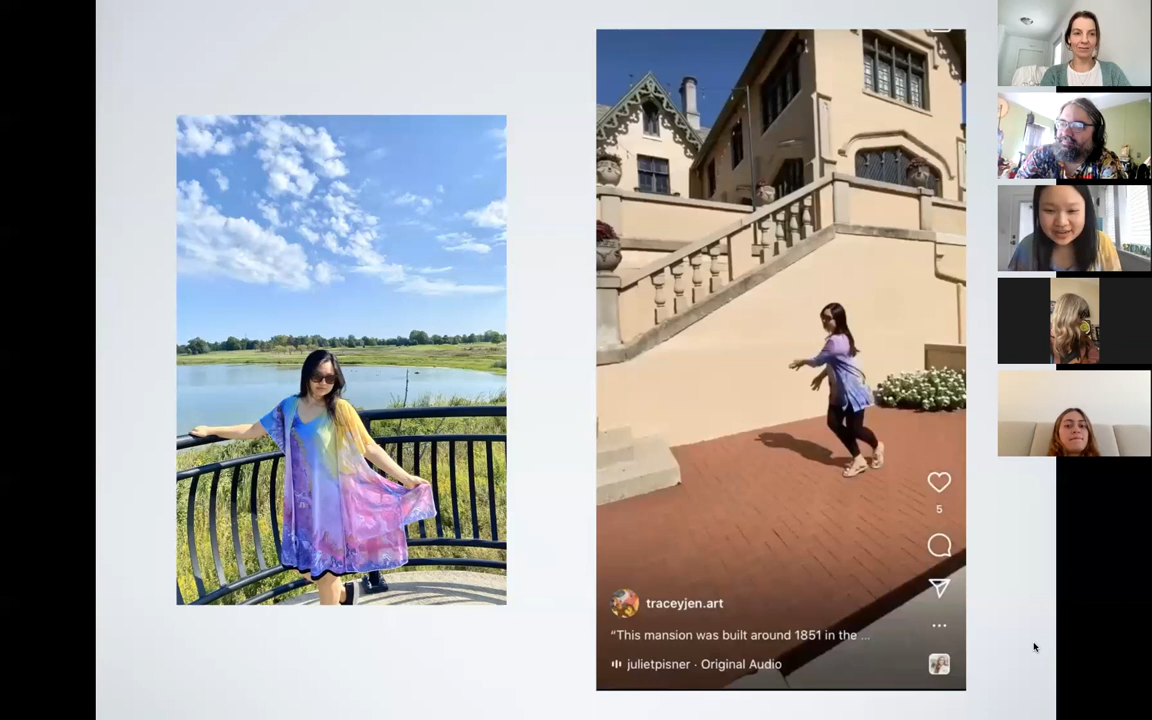 5
traceyjen.art
“This mansion was built around 1851 in the ...
julietpisner · Original Audio